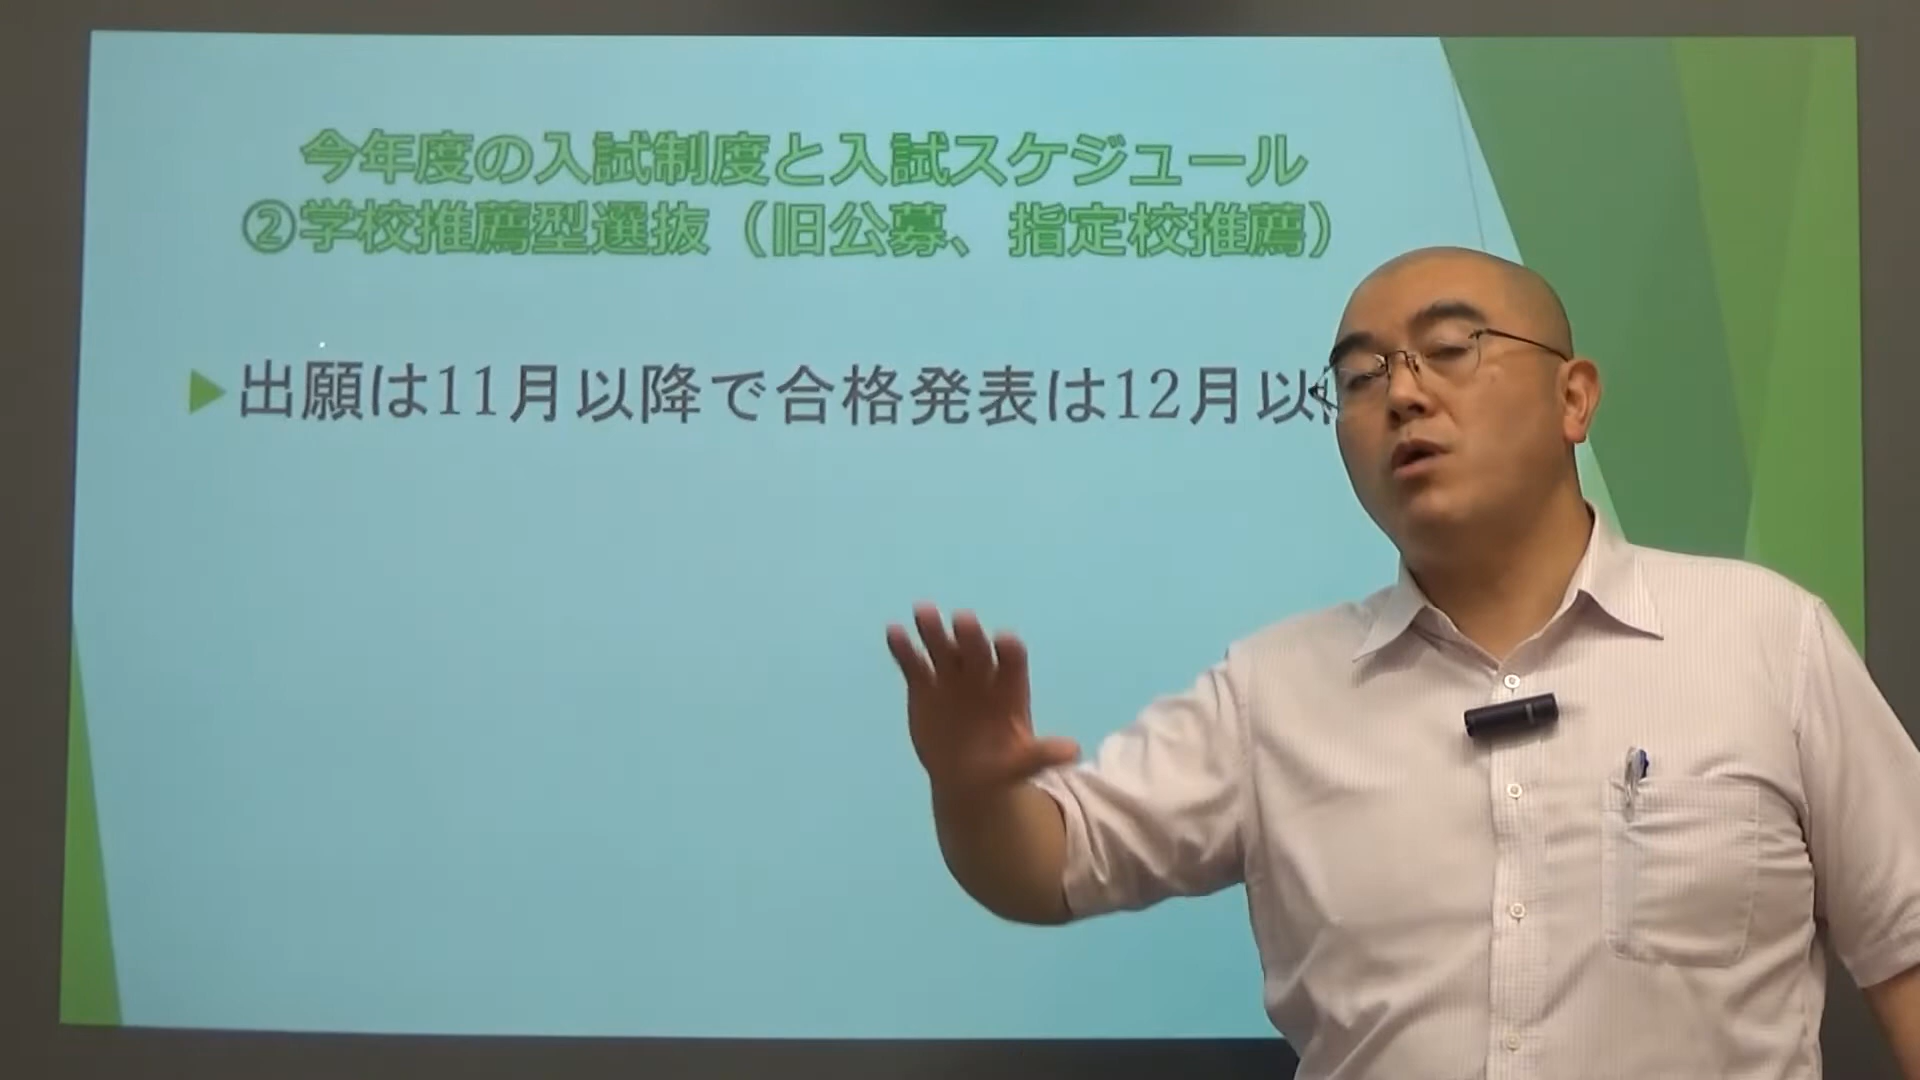 今年度の入試制度と入試スケジュール
②学校推薦型選抜（旧公募、指定校推薦）
出願は11月以降で合格発表は12月以